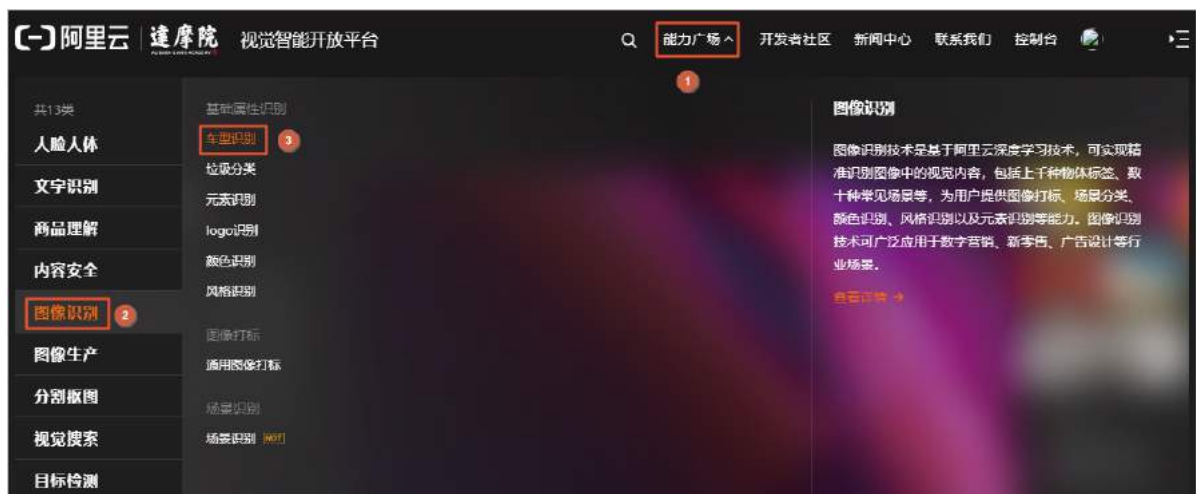 阿里云 達摩院 视觉智能开放平台 能力广场 开发者社区 新闻中心 联系我们 控制台
1
共13类
人脸人体
文字识别
商品理解
内容安全
图像识别 2
图像生产
分割抠图
视觉搜索
目标检测
基础属性识别
车型识别 3
垃圾分类
元素识别
logo识别
颜色识别
风格识别
图像打标
通用图像打标
场景识别
场景识别 HOT
图像识别
图像识别技术是基于阿里云深度学习技术，可实现精
准识别图像中的视觉内容，包括上千种物体标签、数
十种常见场景等，为用户提供图像打标、场景分类、
颜色识别、风格识别以及元素识别等能力。图像识别
技术可广泛应用于数字营销、新零售、广告设计等行
业场景。
查看详情 →